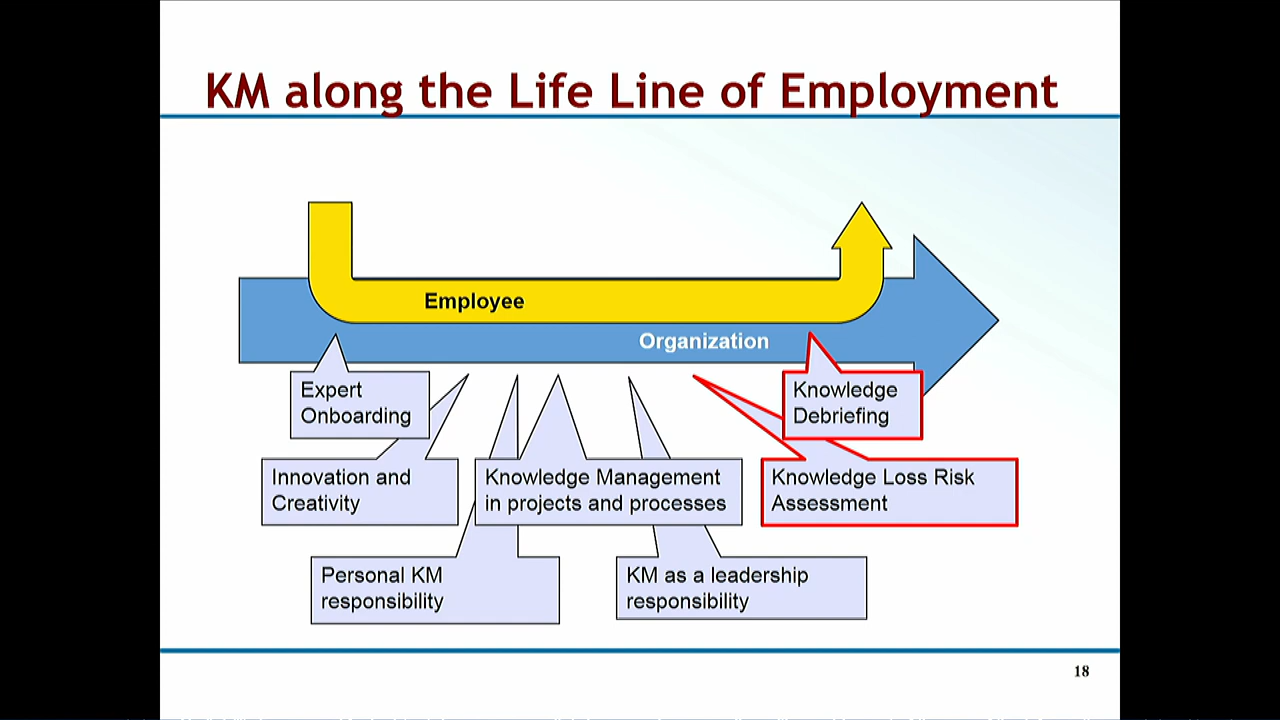 KM along the Life Line of Employment
Employee
Organization
Expert
Onboarding
Knowledge
Debriefing
Innovation and
Creativity
Knowledge Management
in projects and processes
Knowledge Loss Risk
Assessment
Personal KM
responsibility
KM as a leadership
responsibility
18